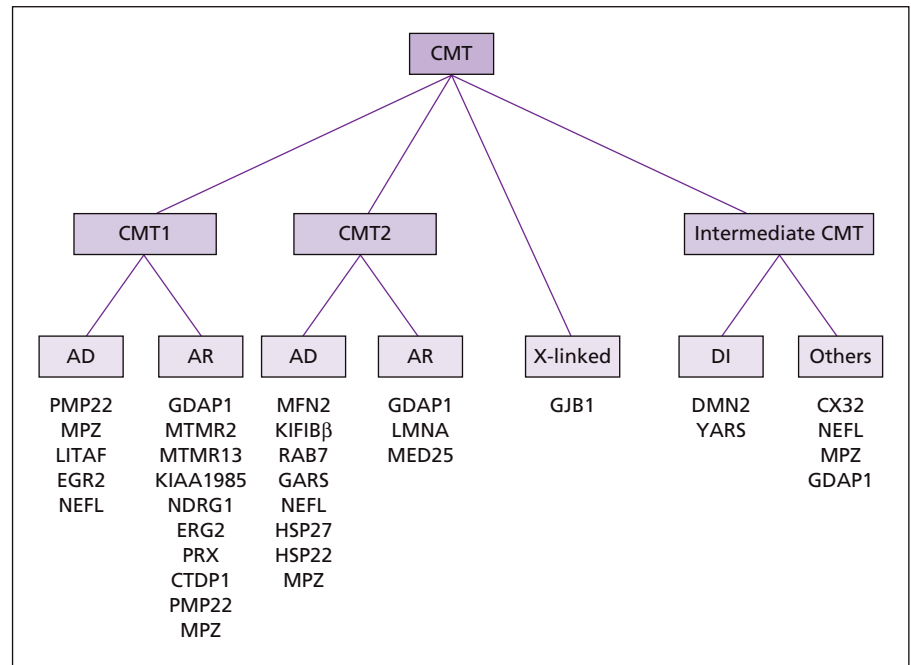 CMT
CMT1
CMT2
Intermediate CMT
AD
AR
AD
AR
X-linked
DI
Others
PMP22
MPZ
LITAF
EGR2
NEFL
GDAP1
MTMR2
MTMR13
KIAA1985
NDRG1
ERG2
PRX
CTDP1
PMP22
MPZ
MFN2
KIFIBβ
RAB7
GARS
NEFL
HSP27
HSP22
MPZ
GDAP1
LMNA
MED25
GJB1
DMN2
YARS
CX32
NEFL
MPZ
GDAP1